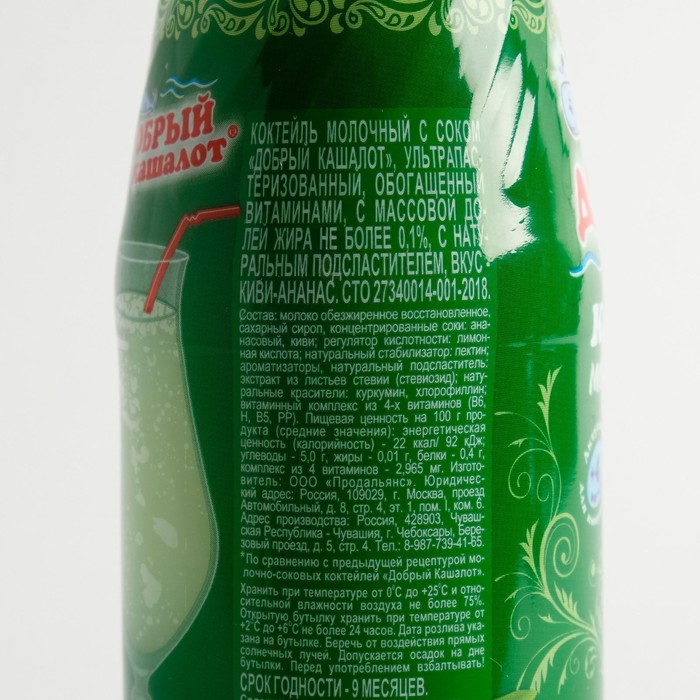 ДОБРЫЙ
кашалот®
КОКТЕЙЛЬ МОЛОЧНЫЙ С СОКОМ
«ДОБРЫЙ КАШАЛОТ», УЛЬТРАПАС-
ТЕРИЗОВАННЫЙ, ОБОГАЩЕННЫЙ
ВИТАМИНАМИ, С МАССОВОЙ ДО-
ЛЕЙ ЖИРА НЕ БОЛЕЕ 0,1%, С НАТУ-
РАЛЬНЫМ ПОДСЛАСТИТЕЛЕМ, ВКУС -
КИВИ-АНАНАС. СТО 27340014-001-2018.
Состав: молоко обезжиренное восстановленное,
сахарный сироп, концентрированные соки: ана-
насовый, киви; регулятор кислотности: лимон-
ная кислота; натуральный стабилизатор: пектин;
ароматизаторы, натуральный подсластитель:
экстракт из листьев стевии (стевиозид); нату-
ральные красители: куркумин, хлорофиллин;
витаминный комплекс из 4-х витаминов (В6,
Н, В5, РР). Пищевая ценность на 100 г про-
дукта (средние значения): энергетическая
ценность (калорийность) - 22 ккал/ 92 кДж;
углеводы - 5,0 г, жиры - 0,01 г, белки - 0,4 г,
комплекс из 4 витаминов - 2,965 мг. Изгото-
витель: ООО «Продальянс». Юридичес-
кий адрес: Россия, 109029, г. Москва, проезд
Автомобильный, д. 8, стр. 4, эт. 1, пом. I, ком. 6.
Адрес производства: Россия, 428903, Чуваш-
ская Республика - Чувашия, г. Чебоксары, Бере-
зовый проезд, д. 5, стр. 4. Тел.: 8-987-739-41-65.
*По сравнению с предыдущей рецептурой мо-
лочно-соковых коктейлей «Добрый Кашалот».
Хранить при температуре от 0°С до +25°С и отно-
сительной влажности воздуха не более 75%.
Открытую бутылку хранить при температуре от
+2°С до +6°С не более 24 часов. Дата розлива ука-
зана на бутылке. Беречь от воздействия прямых
солнечных лучей. Допускается осадок на дне
бутылки. Перед употреблением взбалтывать!
СРОК ГОДНОСТИ - 9 МЕСЯЦЕВ.